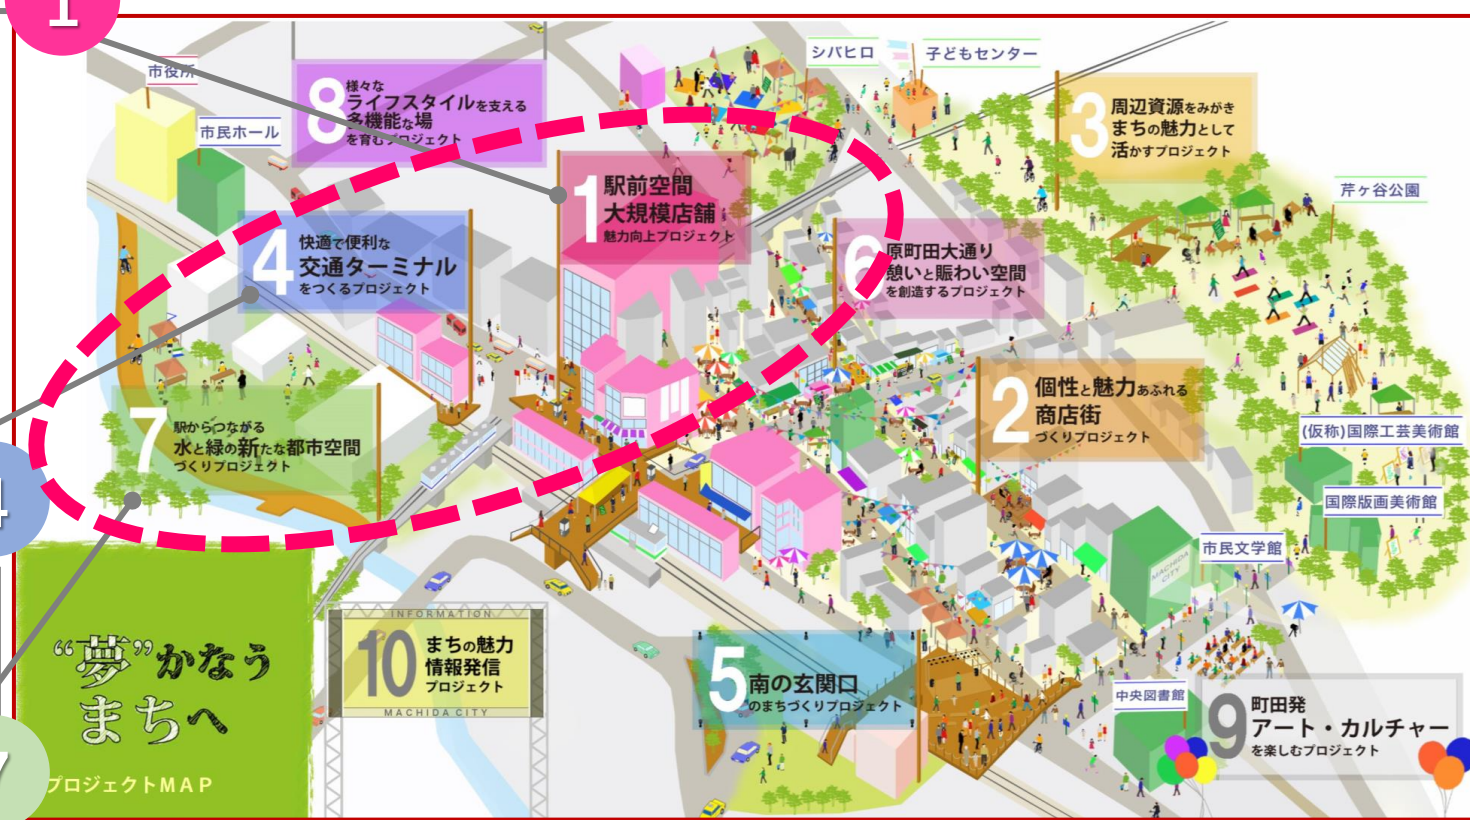 1
市役所
市民ホール
8
様々な
ライフスタイルを支える
多機能な場
を育むプロジェクト
シバヒロ
子どもセンター
3
周辺資源をみがき
まちの魅力として
活かすプロジェクト
芹ヶ谷公園
1
駅前空間
大規模店舗
魅力向上プロジェクト
4
快適で便利な
交通ターミナル
をつくるプロジェクト
6
原町田大通り
憩いと賑わい空間
を創造するプロジェクト
2
個性と魅力あふれる
商店街
づくりプロジェクト
7
駅からつながる
水と緑の新たな都市空間
づくりプロジェクト
(仮称)国際工芸美術館
国際版画美術館
市民文学館
MACHIDA
CITY
4
“夢”かなう
まちへ
プロジェクトMAP
7
INFORMATION
10
まちの魅力
情報発信
プロジェクト
MACHIDA CITY
5
南の玄関口
のまちづくりプロジェクト
中央図書館
9
町田発
アート・カルチャー
を楽しむプロジェクト